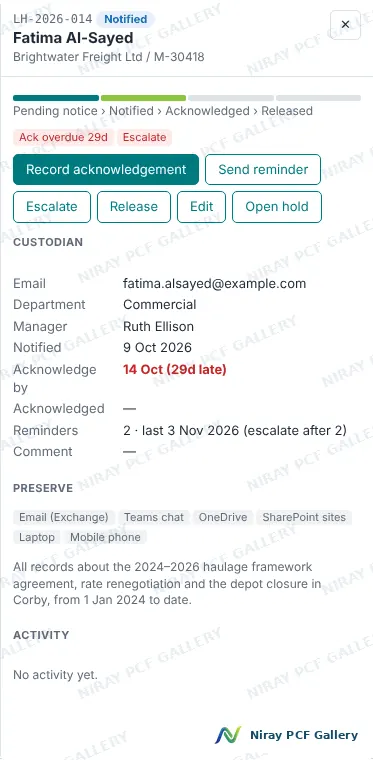 LH-2026-014 Notified
×
Fatima Al-Sayed
Brightwater Freight Ltd / M-30418
Pending notice › Notified › Acknowledged › Released
Ack overdue 29d Escalate
Record acknowledgement Send reminder
Escalate Release Edit Open hold
CUSTODIAN
Email fatima.alsayed@example.com
Department Commercial
Manager Ruth Ellison
Notified 9 Oct 2026
Acknowledge by 14 Oct (29d late)
Acknowledged —
Reminders 2 · last 3 Nov 2026 (escalate after 2)
Comment —
PRESERVE
Email (Exchange) Teams chat OneDrive SharePoint sites
Laptop Mobile phone
All records about the 2024–2026 haulage framework
agreement, rate renegotiation and the depot closure in
Corby, from 1 Jan 2024 to date.
ACTIVITY
No activity yet.
Niray PCF Gallery
NIRAY PCF GALLERY